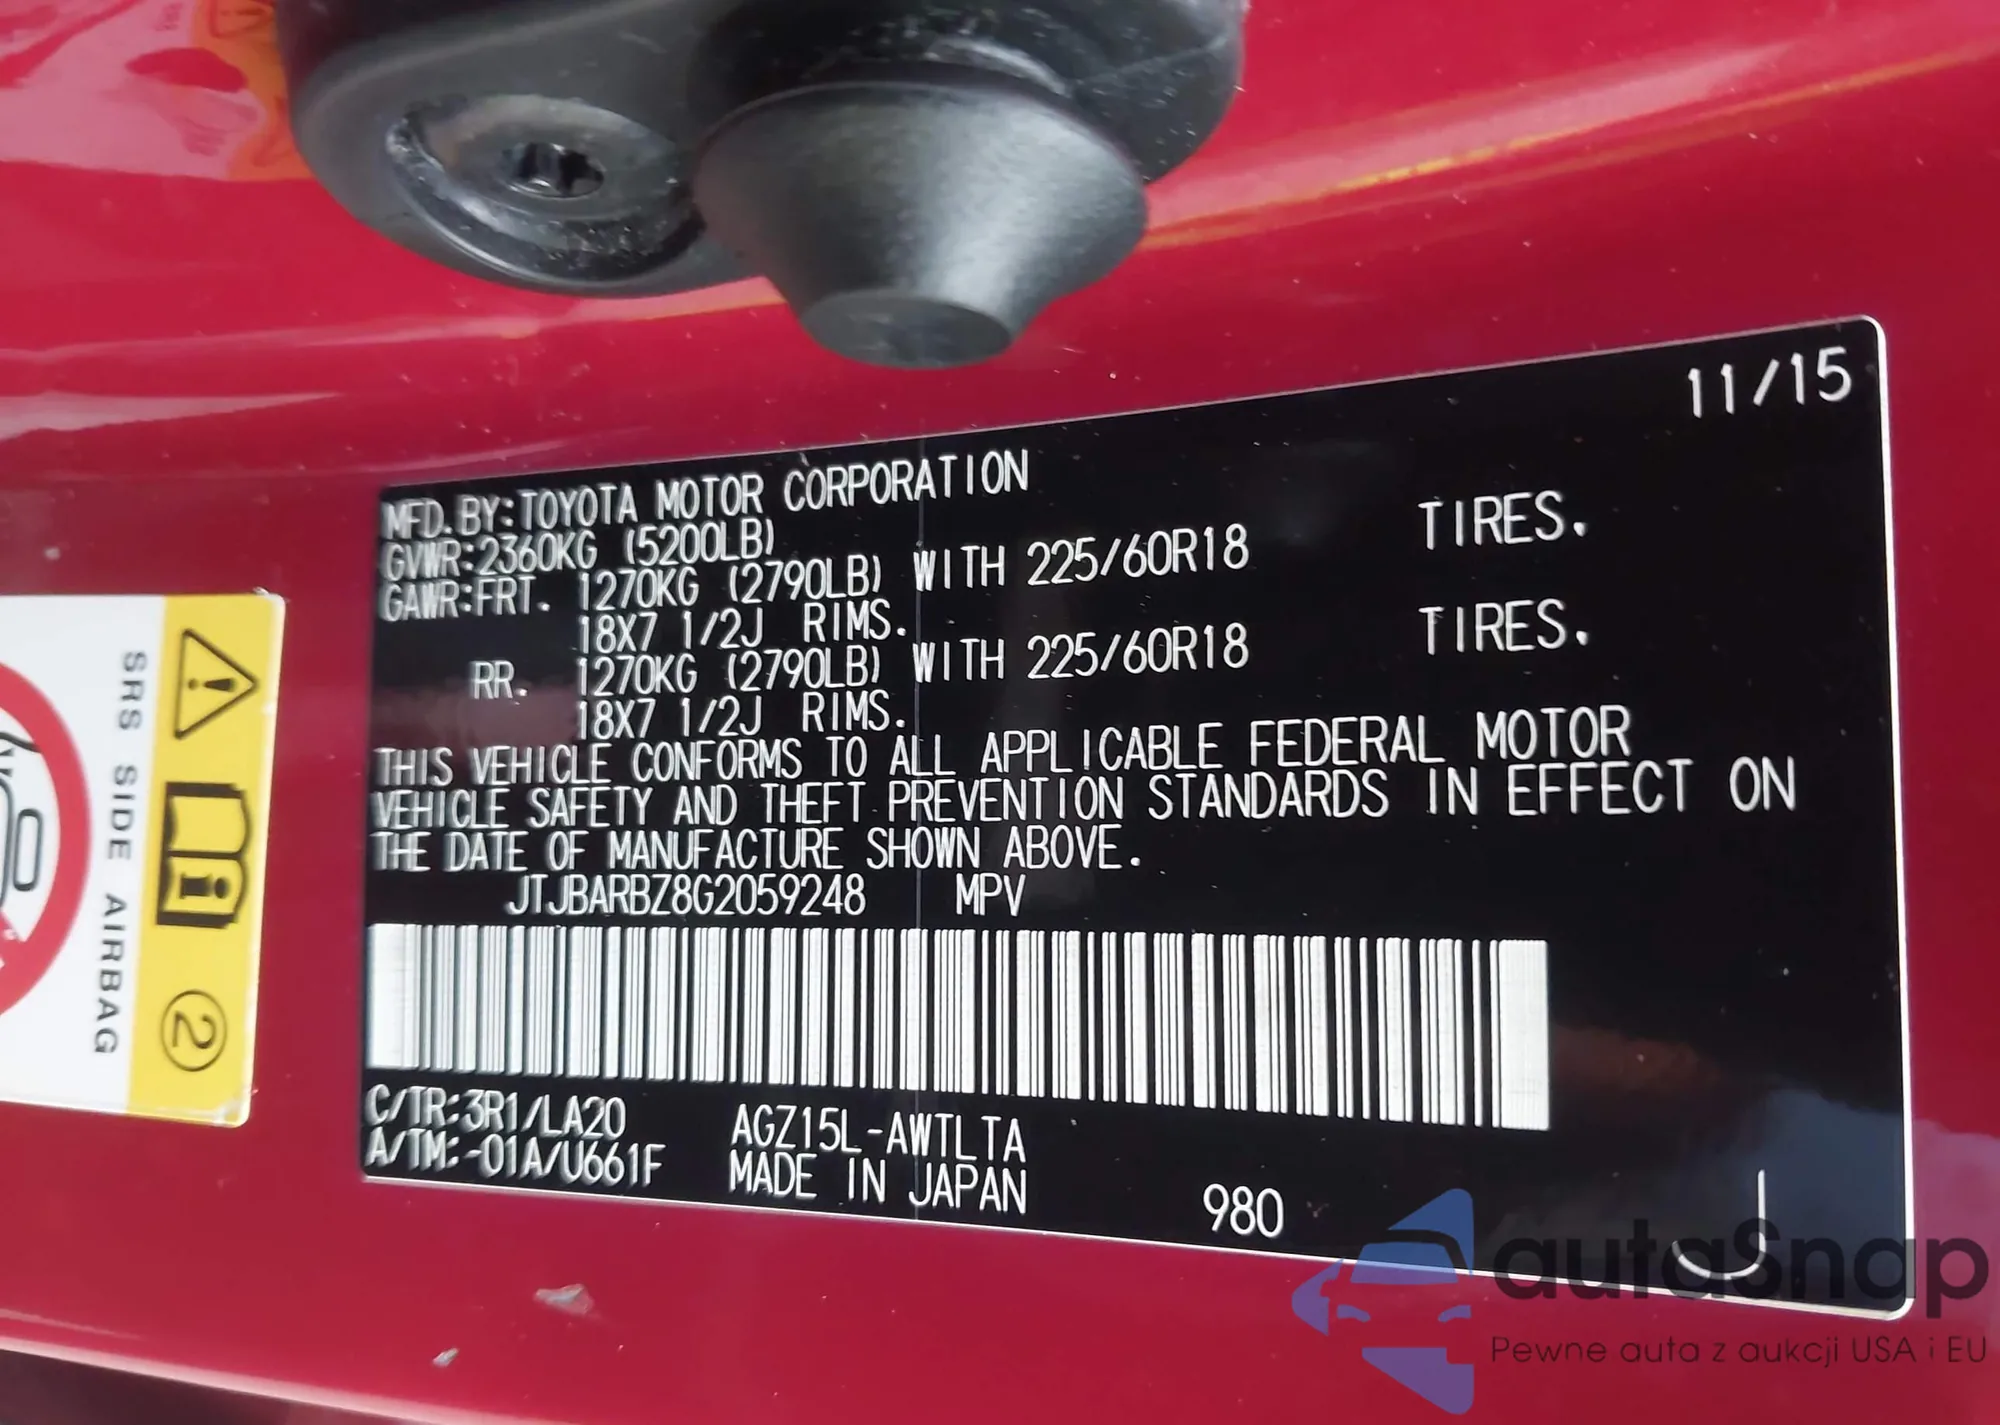 11/15
MFD.BY:TOYOTA MOTOR CORPORATION
GVWR:2360KG (5200LB)
GAWR:FRT. 1270KG (2790LB) WITH 225/60R18 TIRES.
18X7 1/2J RIMS.
RR. 1270KG (2790LB) WITH 225/60R18 TIRES.
18X7 1/2J RIMS.
THIS VEHICLE CONFORMS TO ALL APPLICABLE FEDERAL MOTOR
VEHICLE SAFETY AND THEFT PREVENTION STANDARDS IN EFFECT ON
THE DATE OF MANUFACTURE SHOWN ABOVE.
JTJBARBZ8G2059248 MPV
C/TR:3R1/LA20 AGZ15L-AWTLTA
A/TM:-01A/U661F MADE IN JAPAN
980
J
SRS SIDE AIRBAG
2
autosnap
Pewne auta z aukcji USA i EU